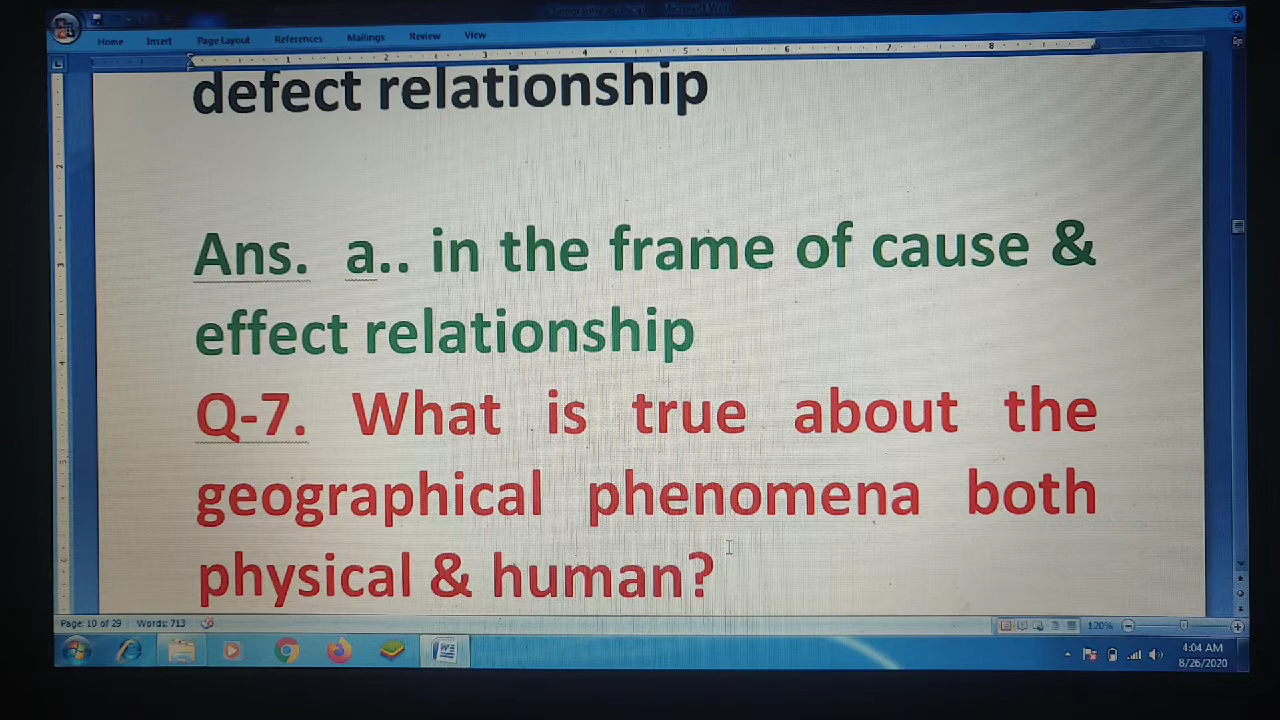 Home Insert Page Layout References Mailings Review View
defect relationship
Ans. a.. in the frame of cause &
effect relationship
Q-7. What is true about the
geographical phenomena both
physical & human?
Page: 10 of 29 Words: 713 120%
4:04 AM
8/26/2020